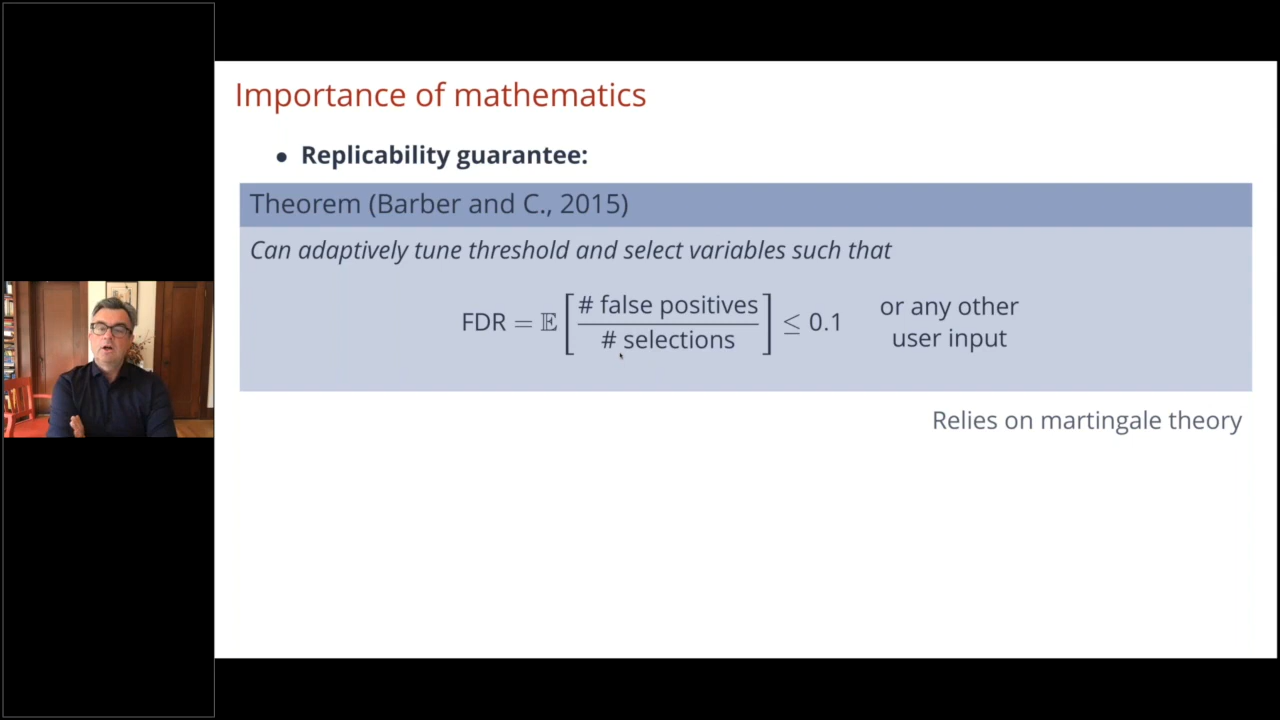 Importance of mathematics
• Replicability guarantee:
Theorem (Barber and C., 2015)
Can adaptively tune threshold and select variables such that
FDR = 𝔼 [ # false positives / # selections ] ≤ 0.1
or any other
user input
Relies on martingale theory